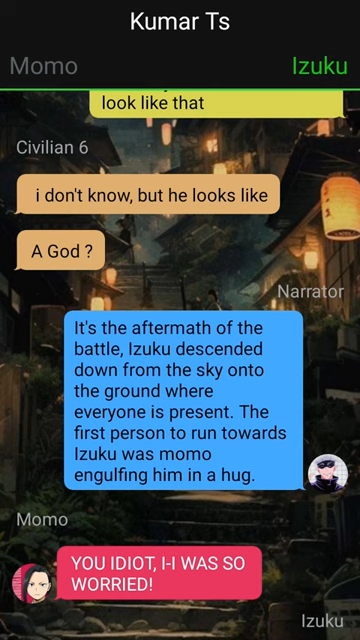 Kumar Ts
Momo
Izuku
look like that
Civilian 6
i don't know, but he looks like
A God ?
Narrator
It's the aftermath of the
battle, Izuku descended
down from the sky onto
the ground where
everyone is present. The
first person to run towards
Izuku was momo
engulfing him in a hug.
Momo
YOU IDIOT, I-I WAS SO
WORRIED!
Izuku